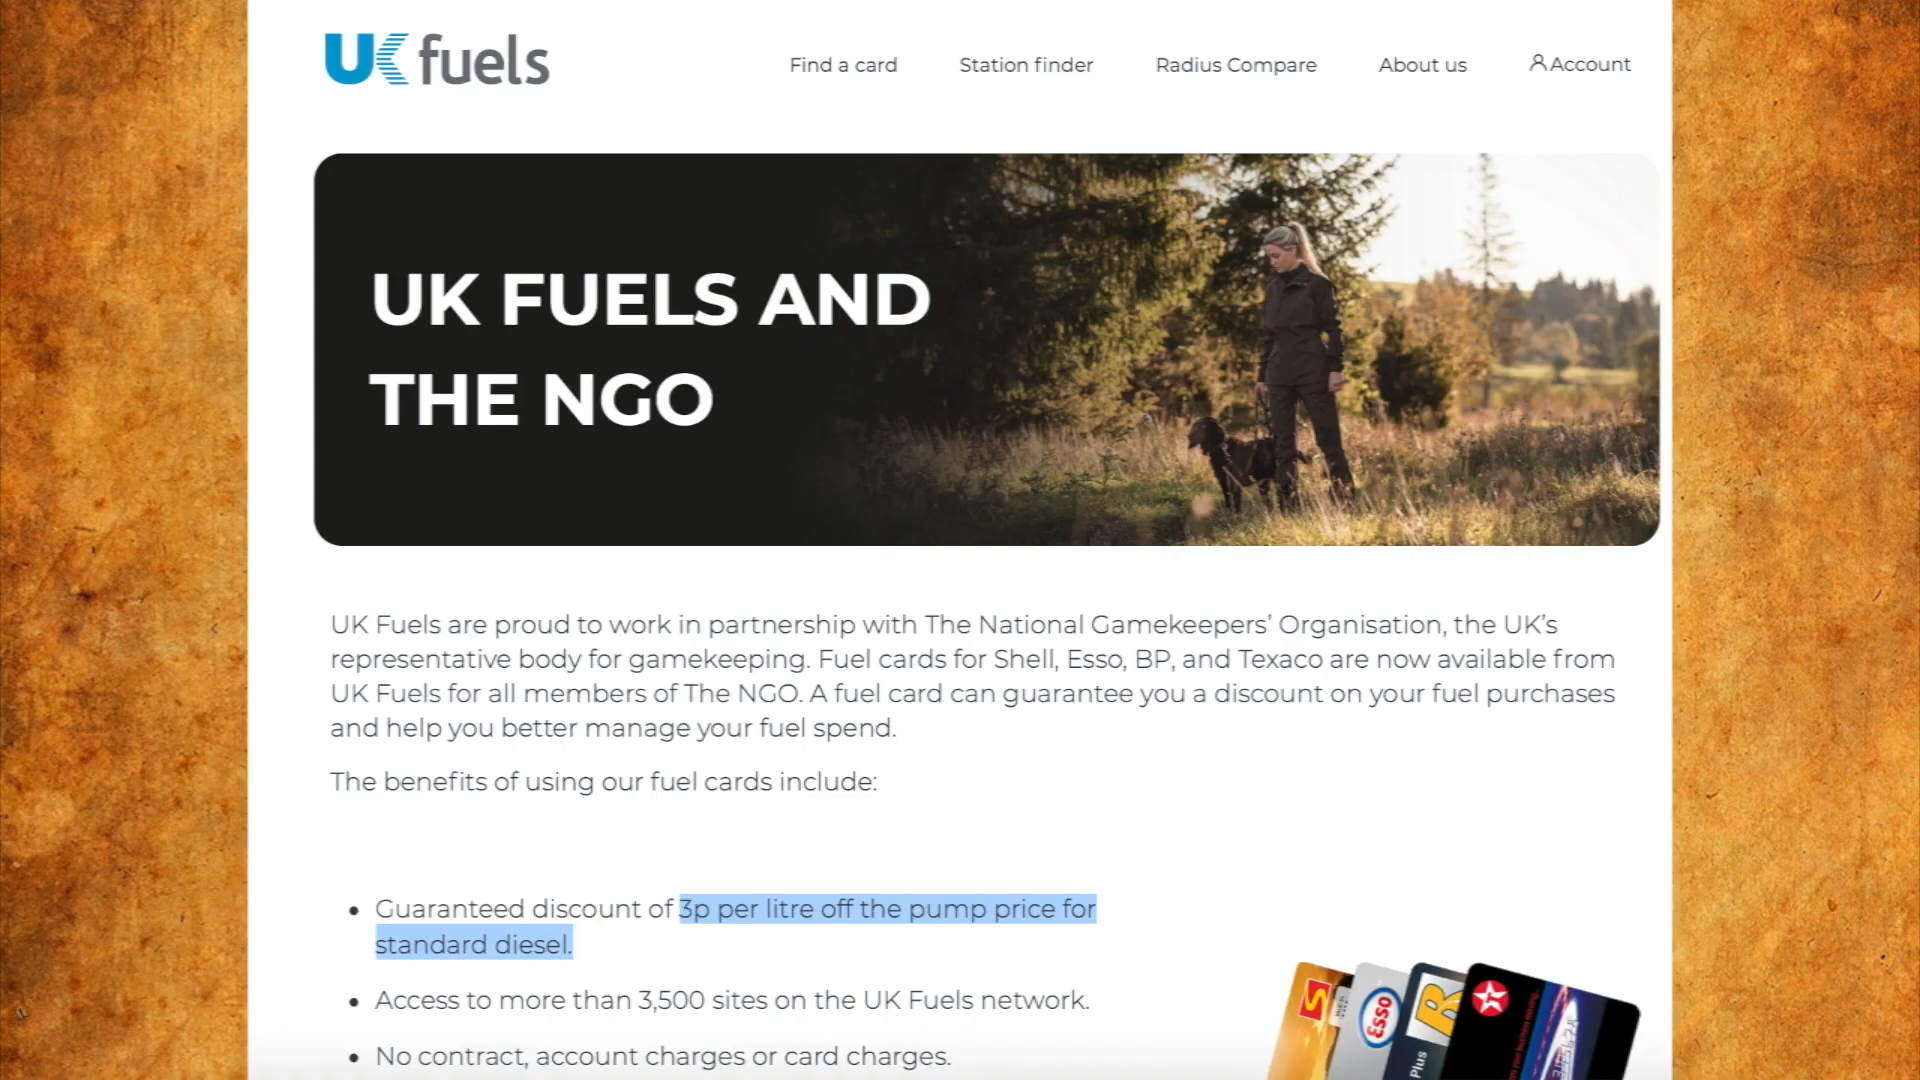 UK fuels
Find a card
Station finder
Radius Compare
About us
Account
UK FUELS AND
THE NGO
UK Fuels are proud to work in partnership with The National Gamekeepers’ Organisation, the UK’s
representative body for gamekeeping. Fuel cards for Shell, Esso, BP, and Texaco are now available from
UK Fuels for all members of The NGO. A fuel card can guarantee you a discount on your fuel purchases
and help you better manage your fuel spend.
The benefits of using our fuel cards include:
Guaranteed discount of 3p per litre off the pump price for
standard diesel.
Access to more than 3,500 sites on the UK Fuels network.
No contract, account charges or card charges.
Esso
Plus